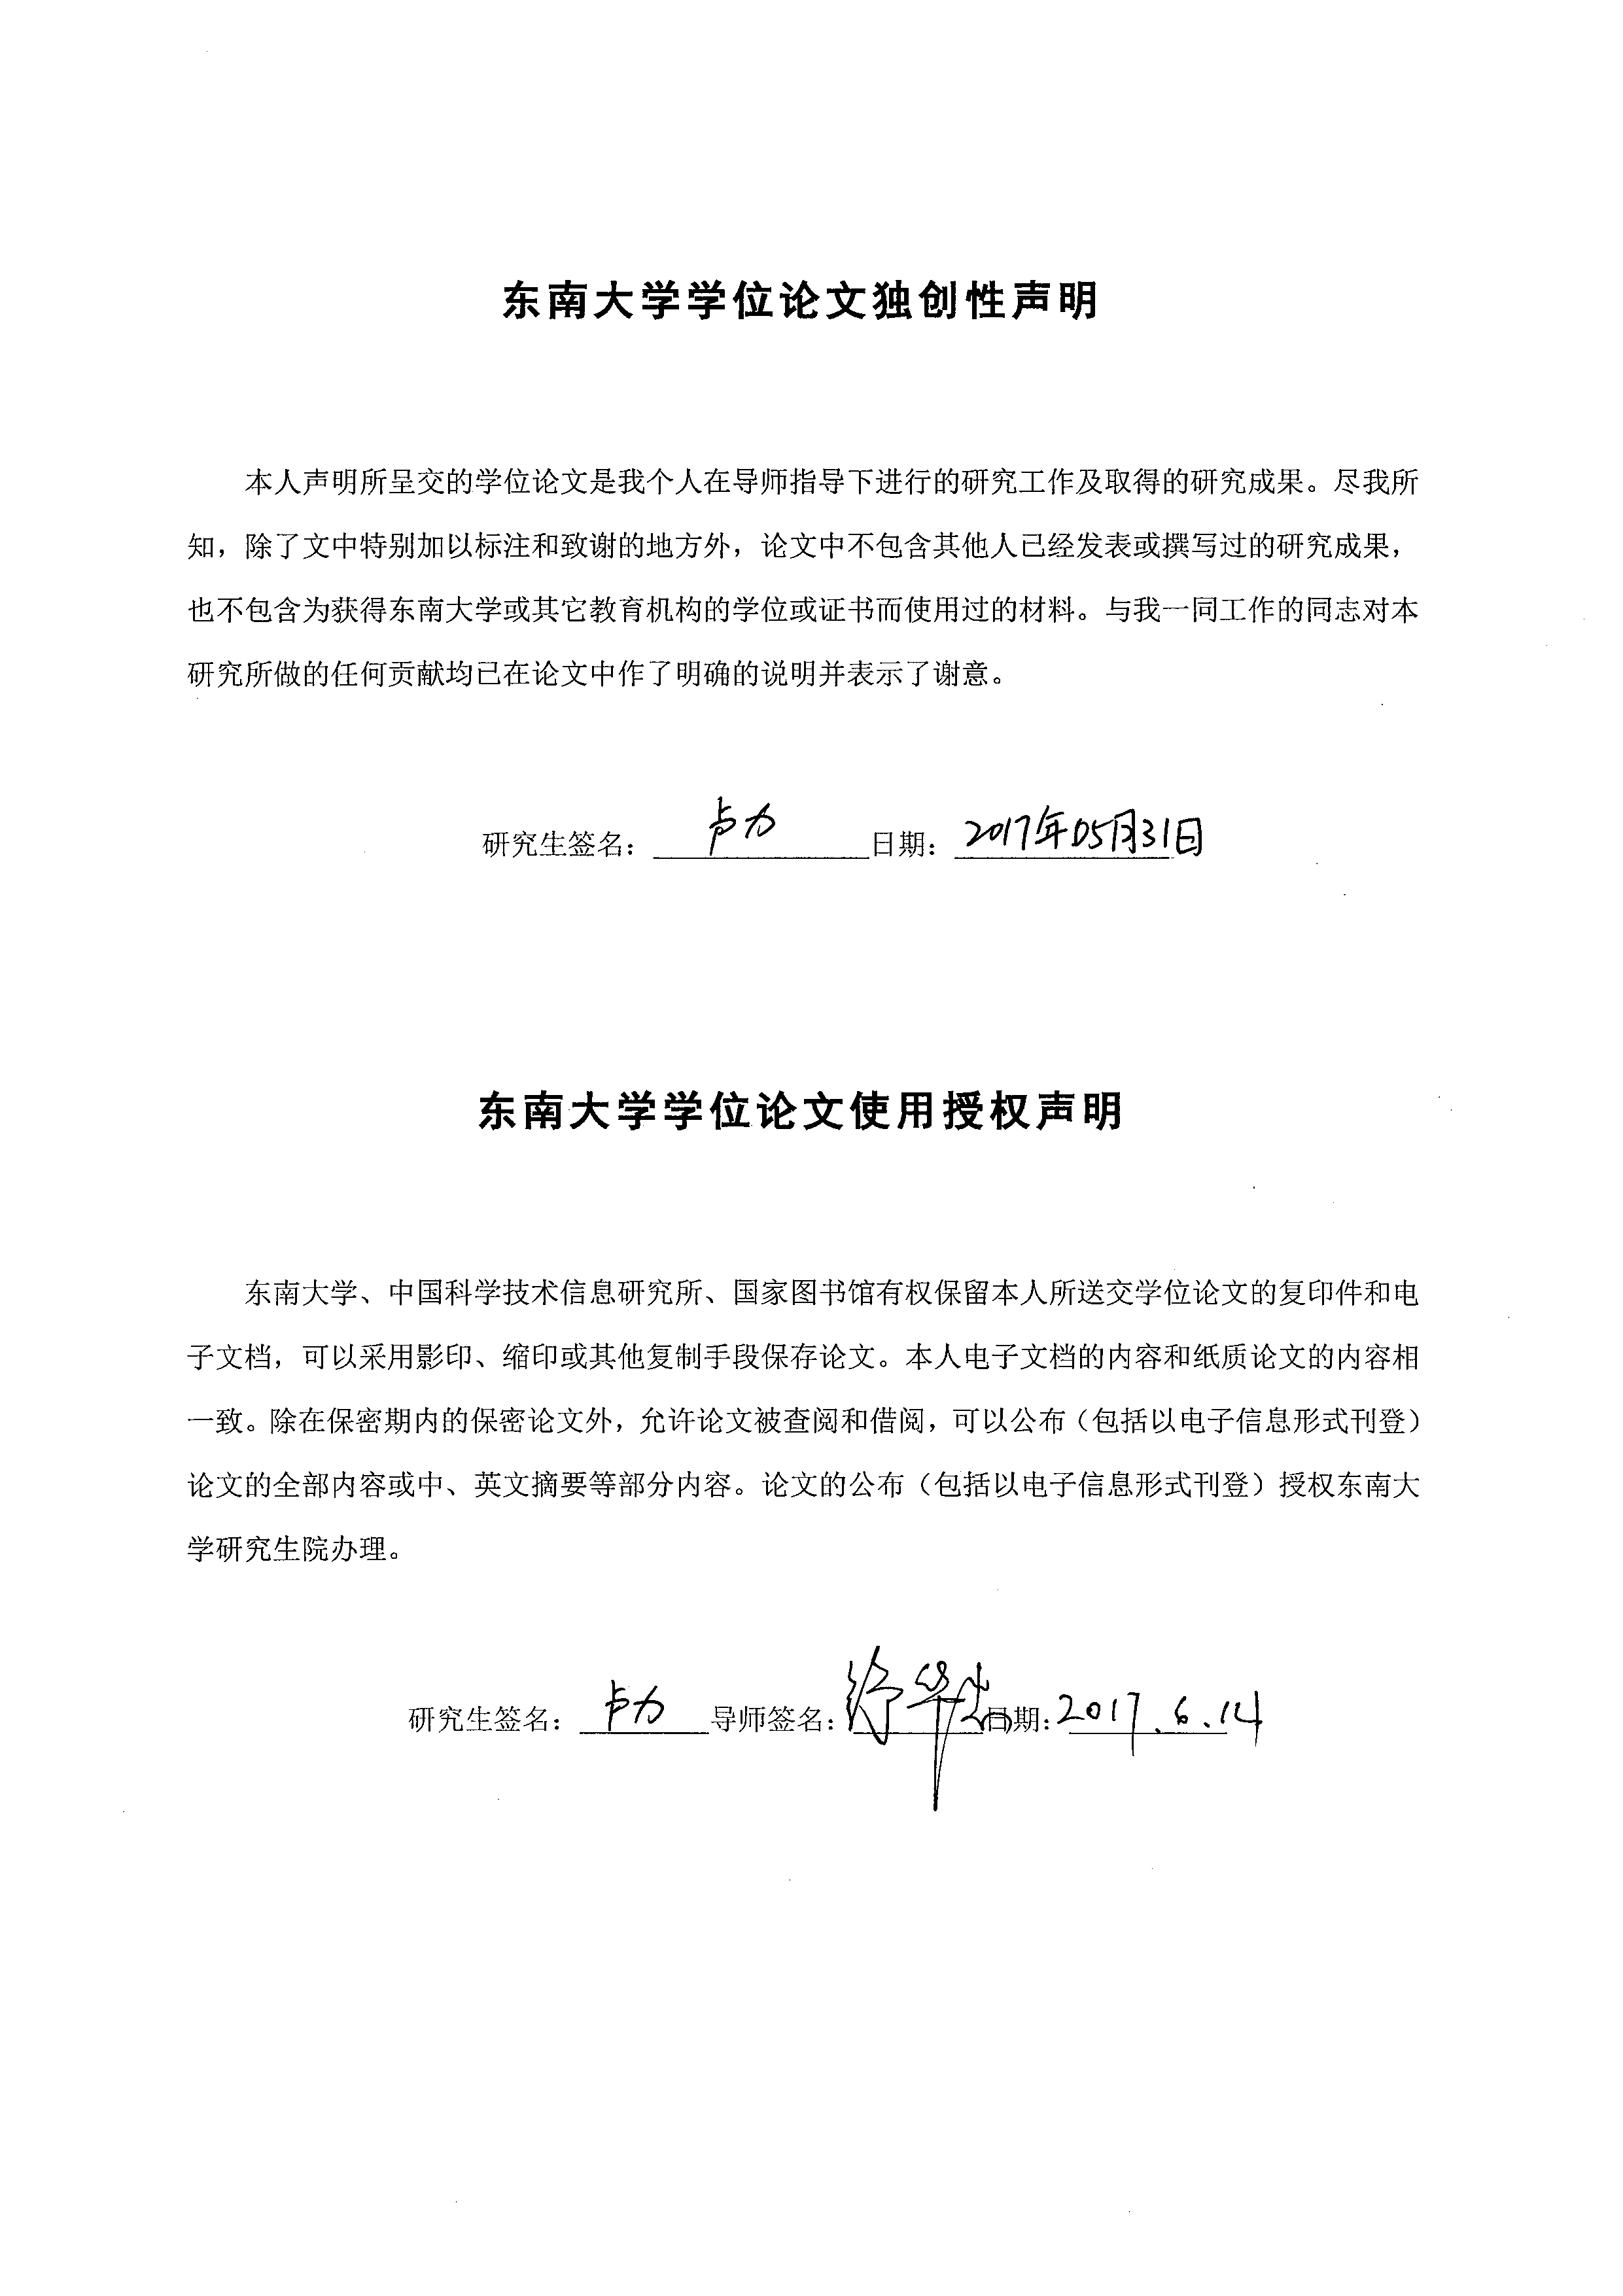 东南大学学位论文独创性声明
本人声明所呈交的学位论文是我个人在导师指导下进行的研究工作及取得的研究成果。尽我所
知，除了文中特别加以标注和致谢的地方外，论文中不包含其他人已经发表或撰写过的研究成果，
也不包含为获得东南大学或其它教育机构的学位或证书而使用过的材料。与我一同工作的同志对本
研究所做的任何贡献均已在论文中作了明确的说明并表示了谢意。
研究生签名：卢力 日期：2017年05月31日
东南大学学位论文使用授权声明
东南大学、中国科学技术信息研究所、国家图书馆有权保留本人所送交学位论文的复印件和电
子文档，可以采用影印、缩印或其他复制手段保存论文。本人电子文档的内容和纸质论文的内容相
一致。除在保密期内的保密论文外，允许论文被查阅和借阅，可以公布（包括以电子信息形式刊登）
论文的全部内容或中、英文摘要等部分内容。论文的公布（包括以电子信息形式刊登）授权东南大
学研究生院办理。
研究生签名：卢力 导师签名： 日期：2017.6.14